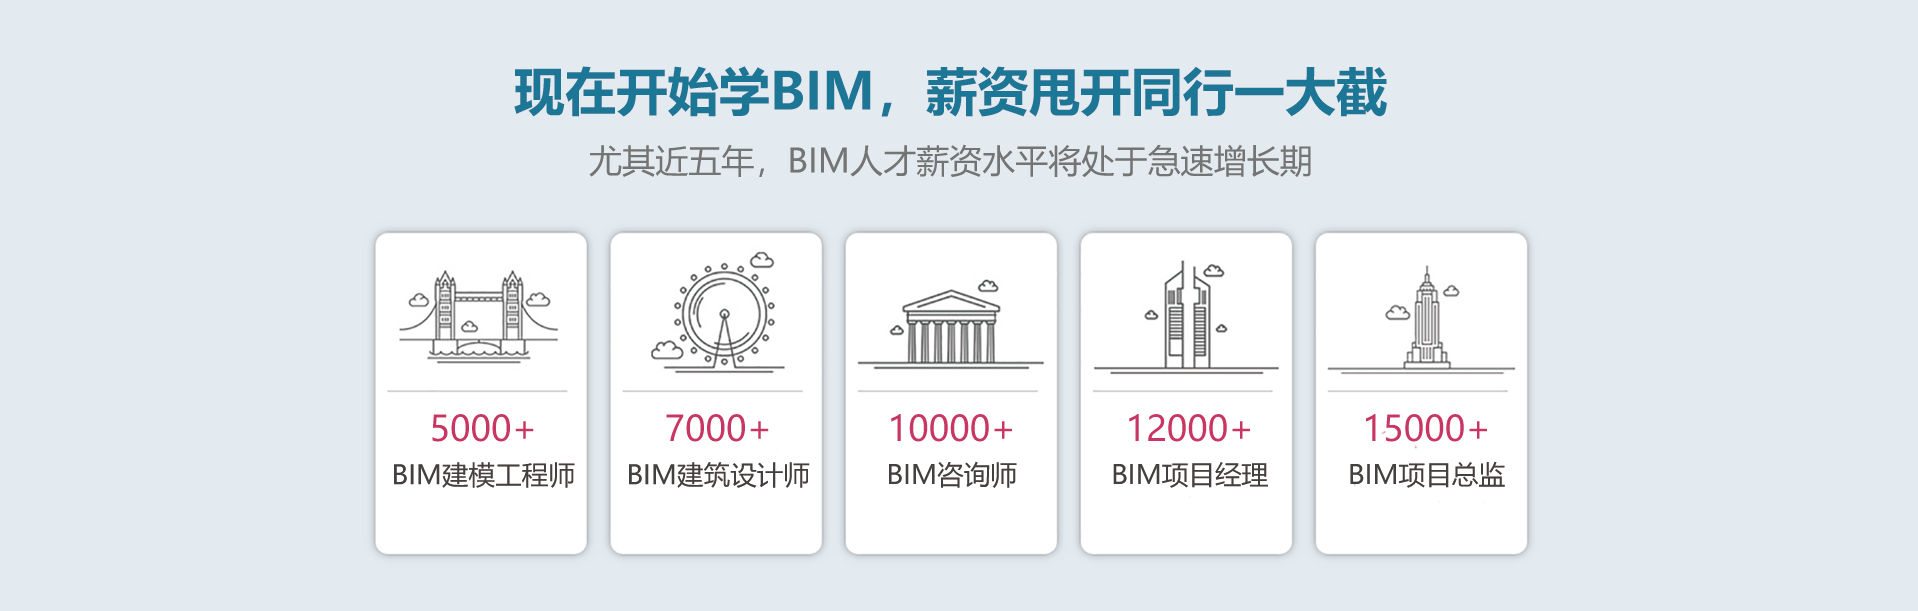 现在开始学BIM，薪资甩开同行一大截
尤其近五年，BIM人才薪资水平将处于急速增长期
5000+
BIM建模工程师
7000+
BIM建筑设计师
10000+
BIM咨询师
12000+
BIM项目经理
15000+
BIM项目总监